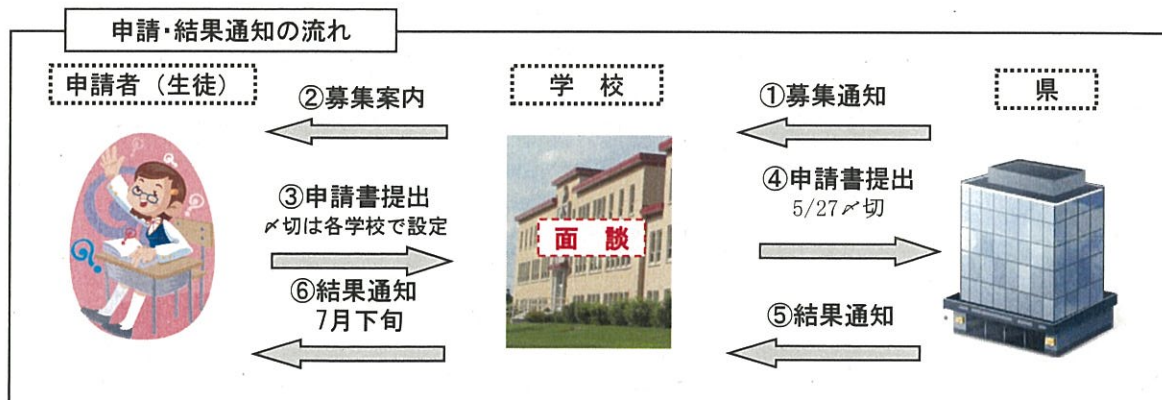 申請・結果通知の流れ
申請者（生徒）
学　校
県
②募集案内
①募集通知
③申請書提出
〆切は各学校で設定
面　談
④申請書提出
5/27〆切
⑥結果通知
7月下旬
⑤結果通知